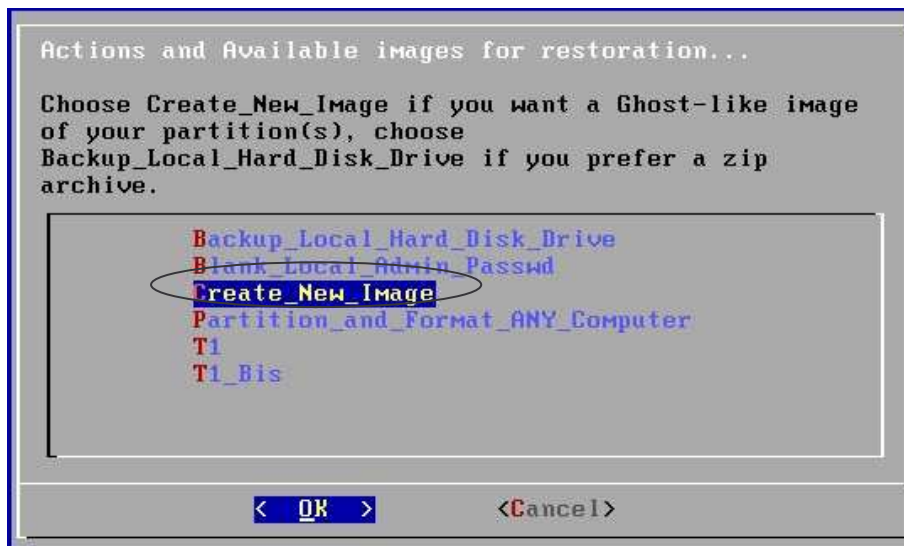 Actions and Available images for restoration...
Choose Create_New_Image if you want a Ghost-like image
of your partition(s), choose
Backup_Local_Hard_Disk_Drive if you prefer a zip
archive.
Backup_Local_Hard_Disk_Drive
Blank_Local_Admin_Passwd
Create_New_Image
Partition_and_Format_ANY_Computer
T1
T1_Bis
< OK > <Cancel>